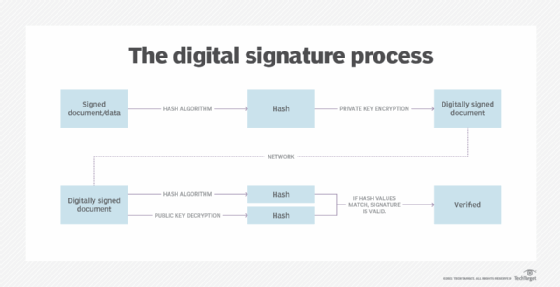 The digital signature process
Signed
document/data
HASH ALGORITHM
Hash
PRIVATE KEY ENCRYPTION
Digitally signed
document
NETWORK
Digitally signed
document
HASH ALGORITHM
PUBLIC KEY DECRYPTION
Hash
Hash
IF HASH VALUES
MATCH, SIGNATURE
IS VALID.
Verified
TechTarget